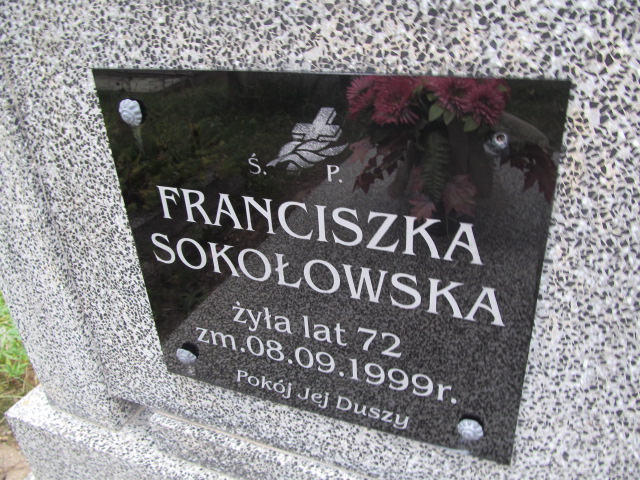 Ś. P.
FRANCISZKA
SOKOŁOWSKA
żyła lat 72
zm.08.09.1999r.
Pokój Jej Duszy